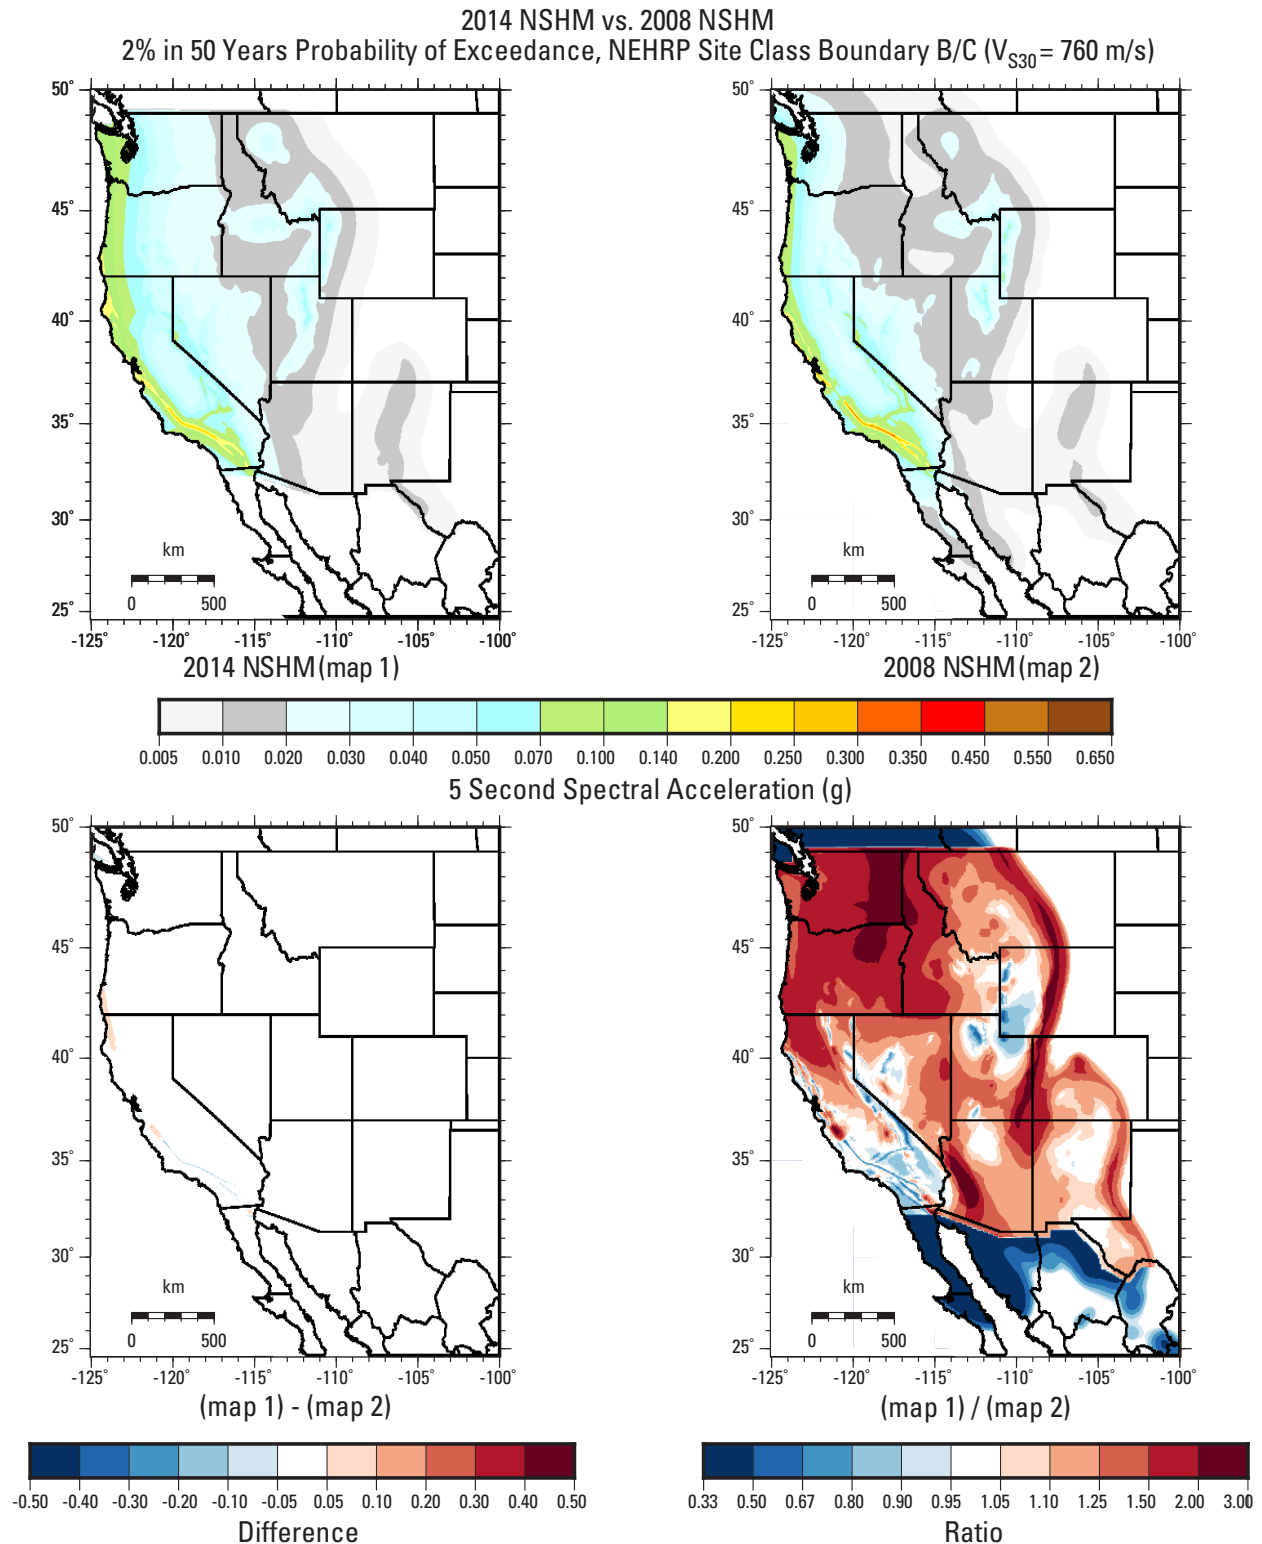 2014 NSHM vs. 2008 NSHM
2% in 50 Years Probability of Exceedance, NEHRP Site Class Boundary B/C (VS30 = 760 m/s)
50°
45°
40°
35°
30°
25°
km
0 500
-125° -120° -115° -110° -105° -100°
2014 NSHM (map 1)
50°
45°
40°
35°
30°
25°
km
0 500
-125° -120° -115° -110° -105° -100°
2008 NSHM (map 2)
0.005 0.010 0.020 0.030 0.040 0.050 0.070 0.100 0.140 0.200 0.250 0.300 0.350 0.450 0.550 0.650
5 Second Spectral Acceleration (g)
50°
45°
40°
35°
30°
25°
km
0 500
-125° -120° -115° -110° -105° -100°
(map 1) - (map 2)
50°
45°
40°
35°
30°
25°
km
0 500
-125° -120° -115° -110° -105° -100°
(map 1) / (map 2)
-0.50 -0.40 -0.30 -0.20 -0.10 -0.05 0.05 0.10 0.20 0.30 0.40 0.50
Difference
0.33 0.50 0.67 0.80 0.90 0.95 1.05 1.10 1.25 1.50 2.00 3.00
Ratio